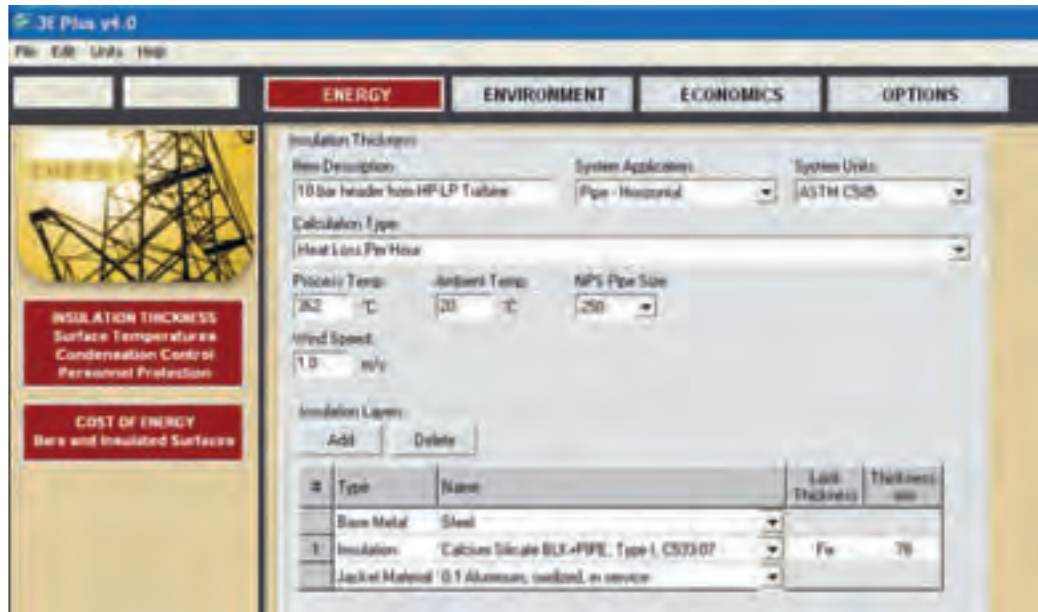 3E Plus v4.0
File Edit Units Help
ENERGY ENVIRONMENT ECONOMICS OPTIONS
ENERGY
Insulation Thickness
Item Description System Application System Units
10 bar header from HP-LP Turbine Pipe - Horizontal ASTM C585
Calculation Type
Heat Loss Per Hour
Process Temp. Ambient Temp. NPS Pipe Size
362 °C 20 °C 250
Wind Speed
1.0 m/s
INSULATION THICKNESS
Surface Temperatures
Condensation Control
Personnel Protection
COST OF ENERGY
Bare and Insulated Surfaces
Insulation Layers
Add Delete
# Type Name Lock Thickness Thickness mm
Base Metal Steel
1 Insulation Calcium Silicate BLK+PIPE, Type I, C533-07 Fix 76
Jacket Material 0.1 Aluminum, oxidized, in service